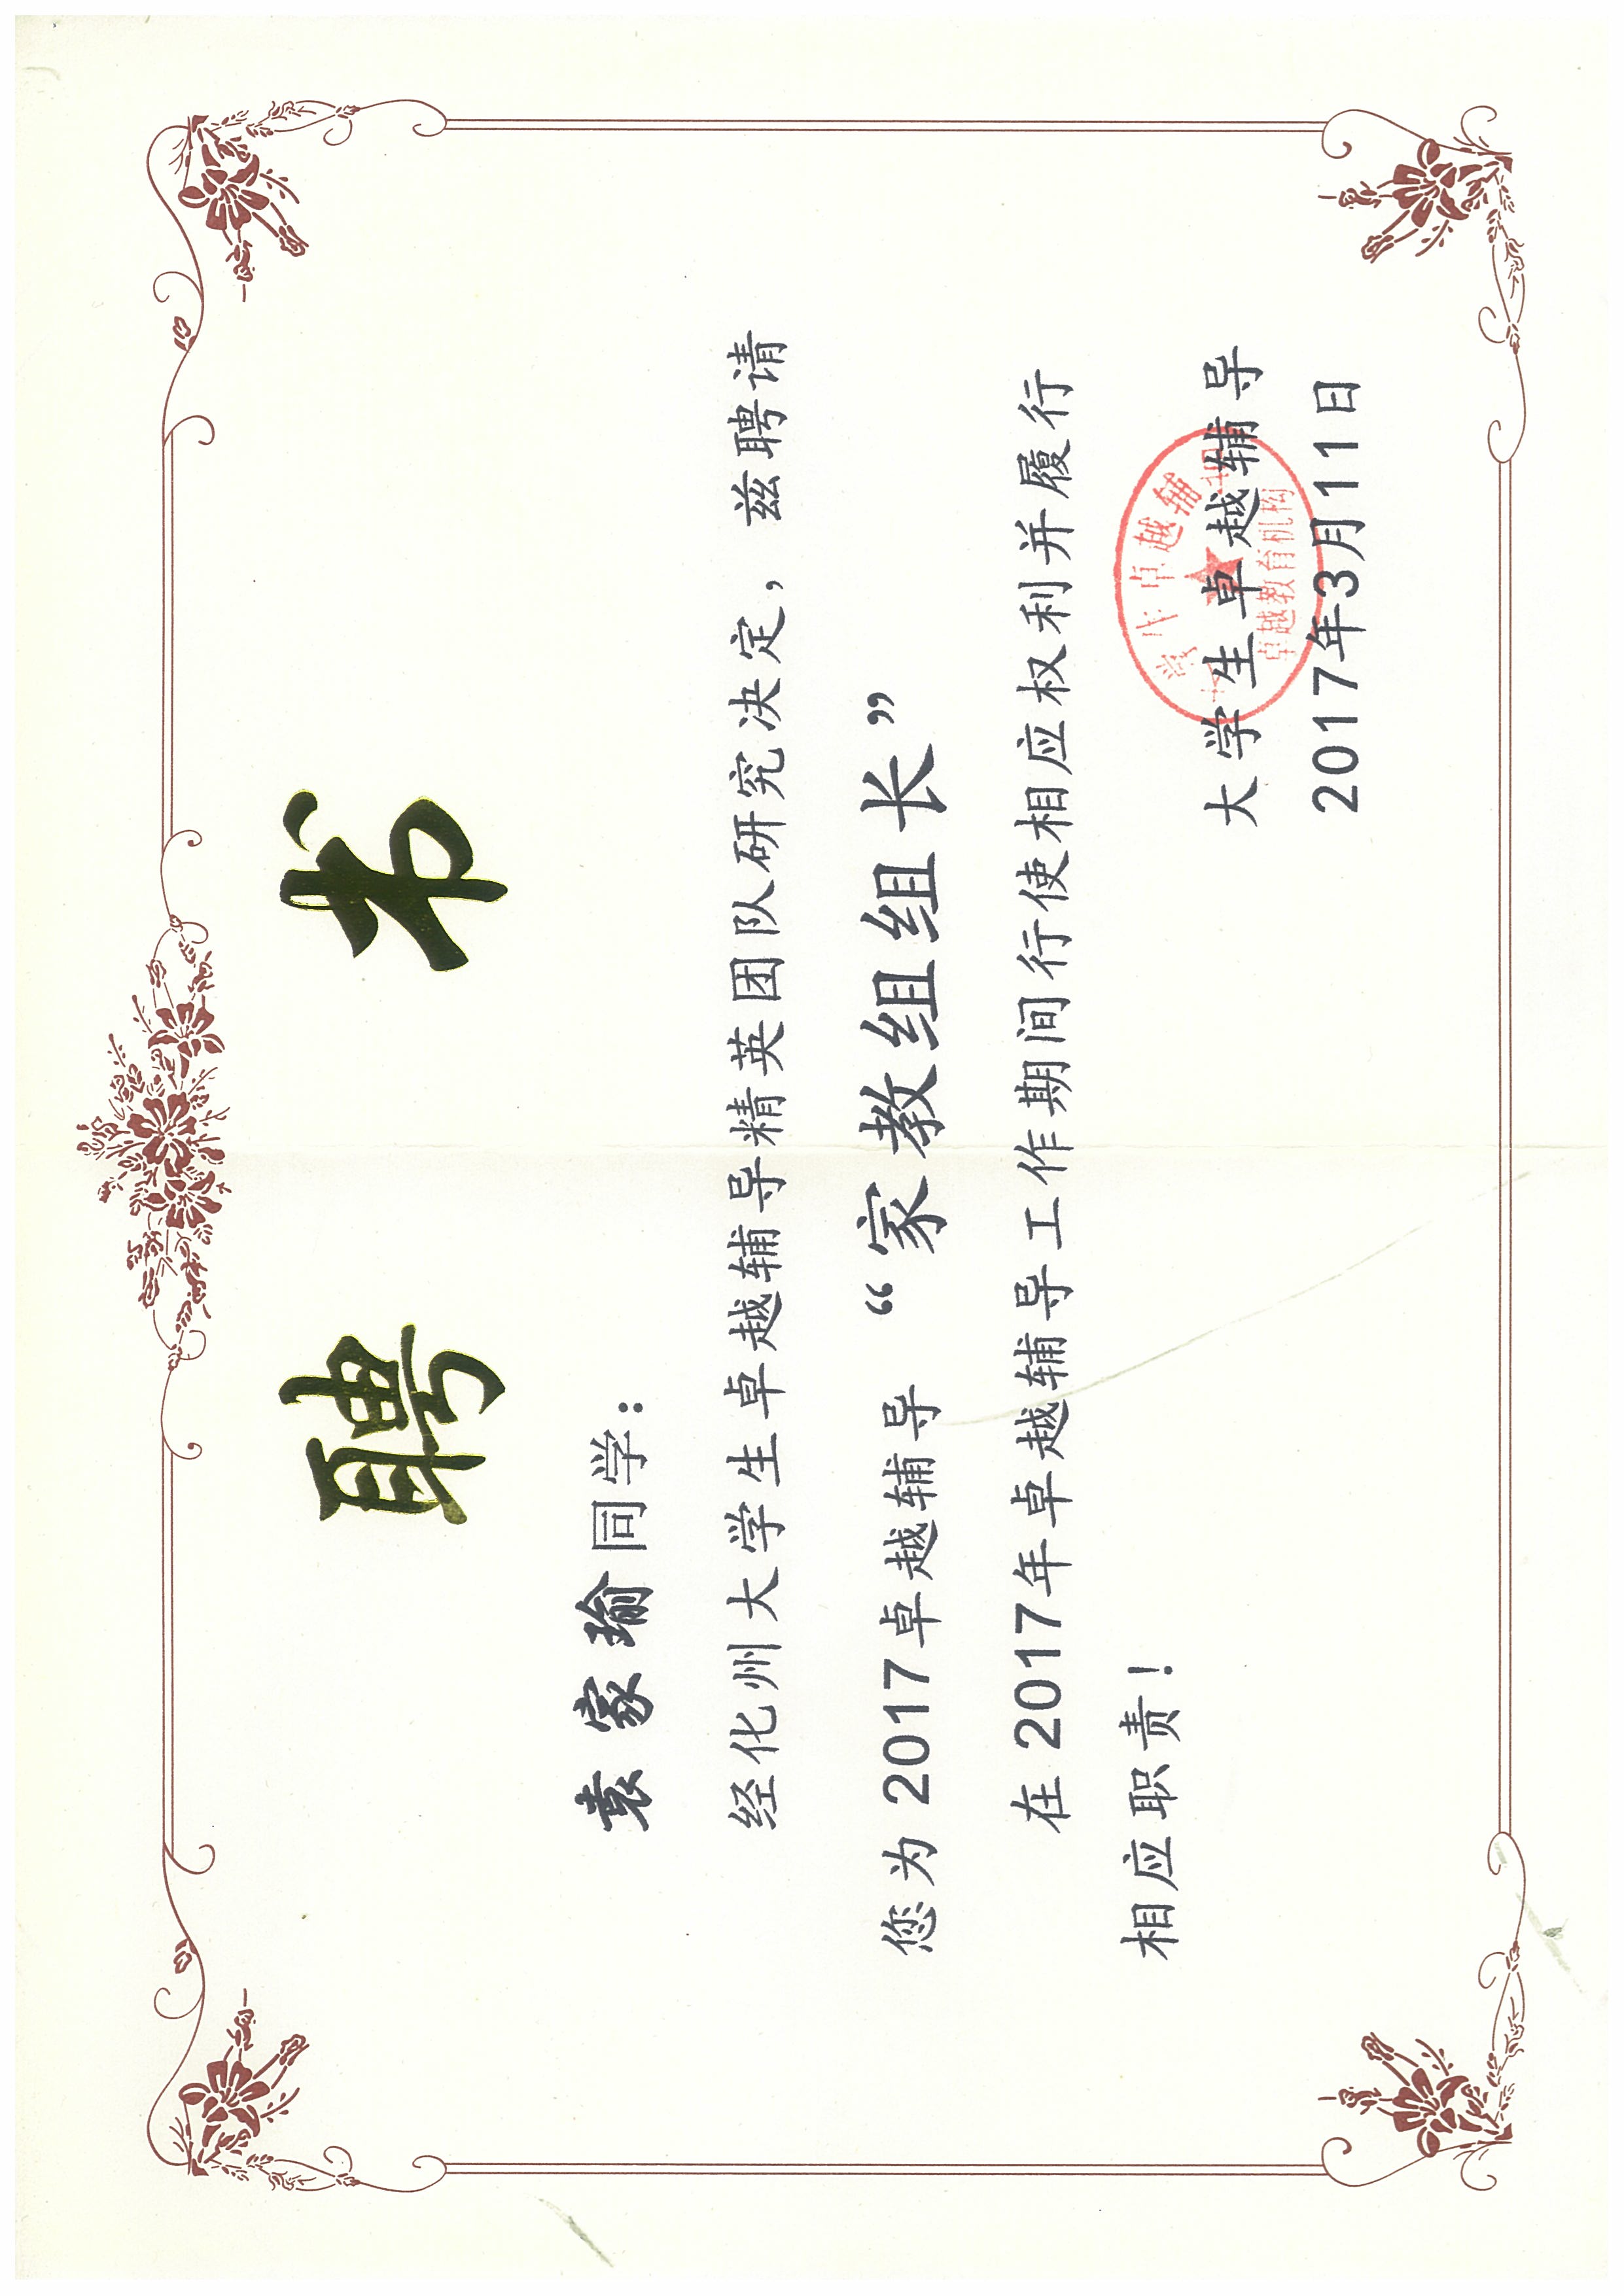 聘 书
袁家瑜同学：
经化州大学生卓越辅导精英团队研究决定，兹聘请
您为 2017卓越辅导 “家教组组长”
在 2017年卓越辅导工作期间行使相应权利并履行
相应职责！
大学生卓越辅导
卓越教育机构
大学生卓越辅导
2017年3月11日